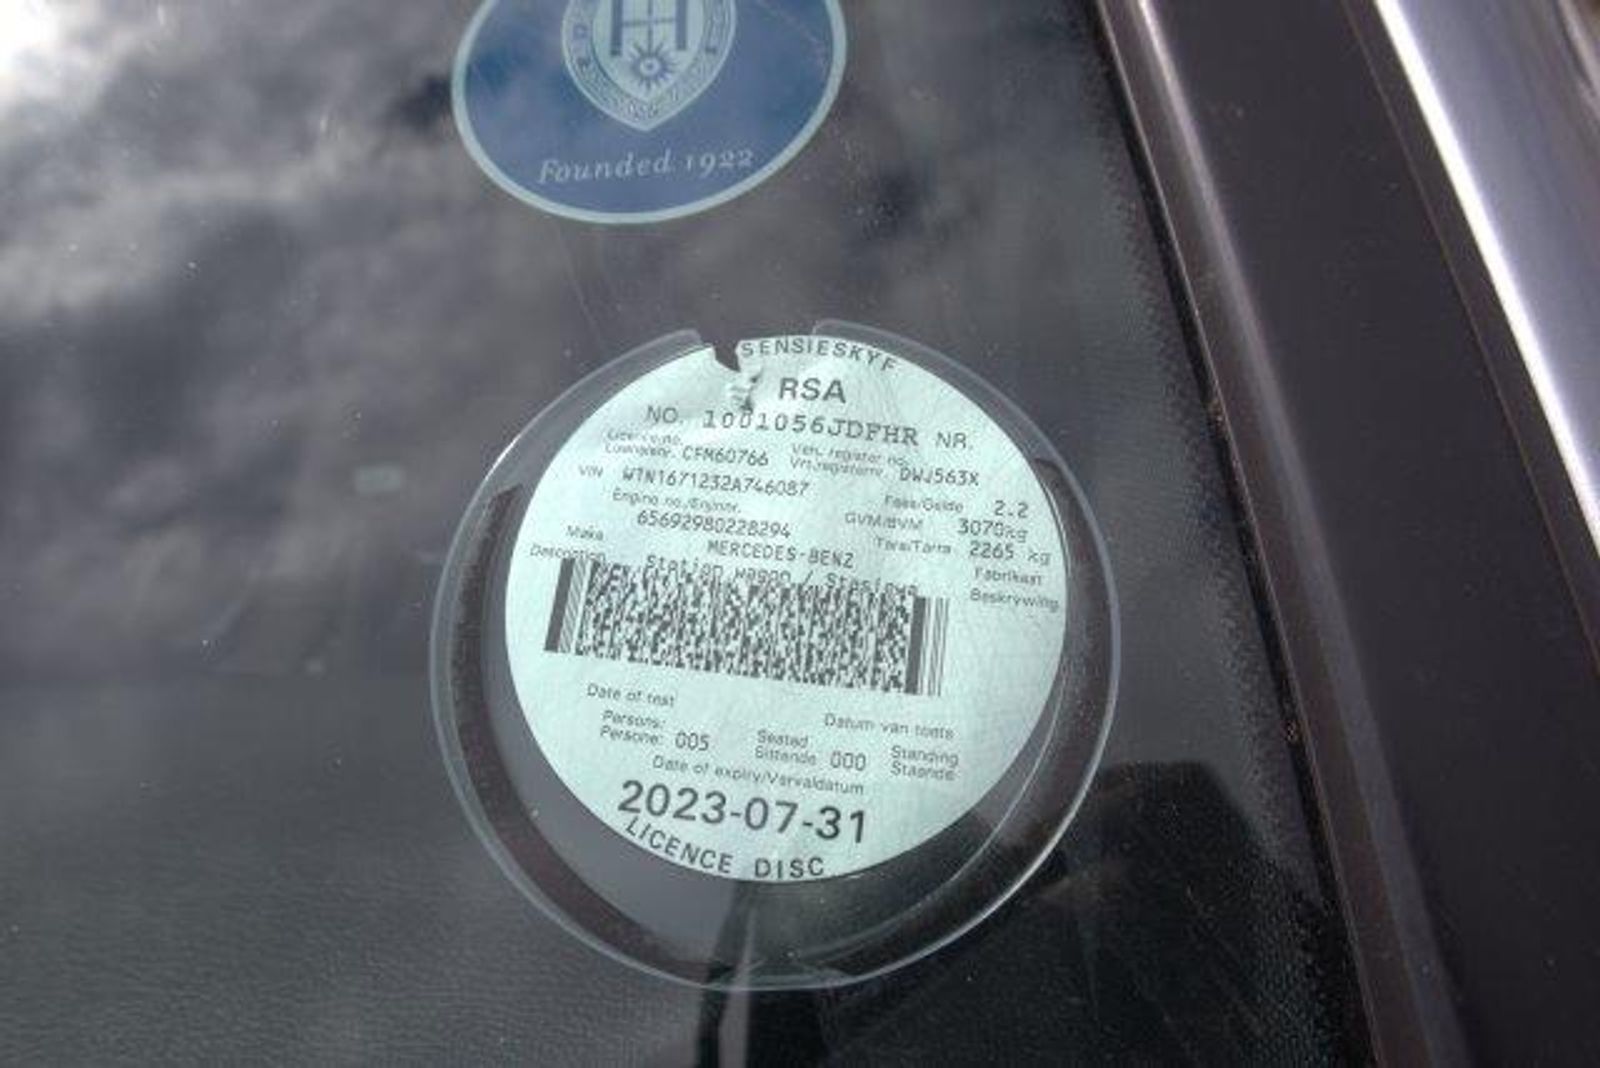 Founded 1922
SENSIESKYF
RSA
NO. 1001056JDFHR NR.
Licence no. Veh. register no.
Lisensienr. CFM60766 Vrt.registernr. DWJ563X
VIN W1N1671232A746087 Fees/Gelde 2.2
Engine no./Enjinnr. GVM/BVM 3070kg
65692980228294 Tare/Tarra 2265 kg
Make MERCEDES-BENZ Fabrikaat
Description Station wagon / Stasiewa Beskrywing
Date of test Datum van toets
Persons: Seated Standing
Persone: 005 Sittende 000 Staande
Date of expiry/Vervaldatum
2023-07-31
LICENCE DISC